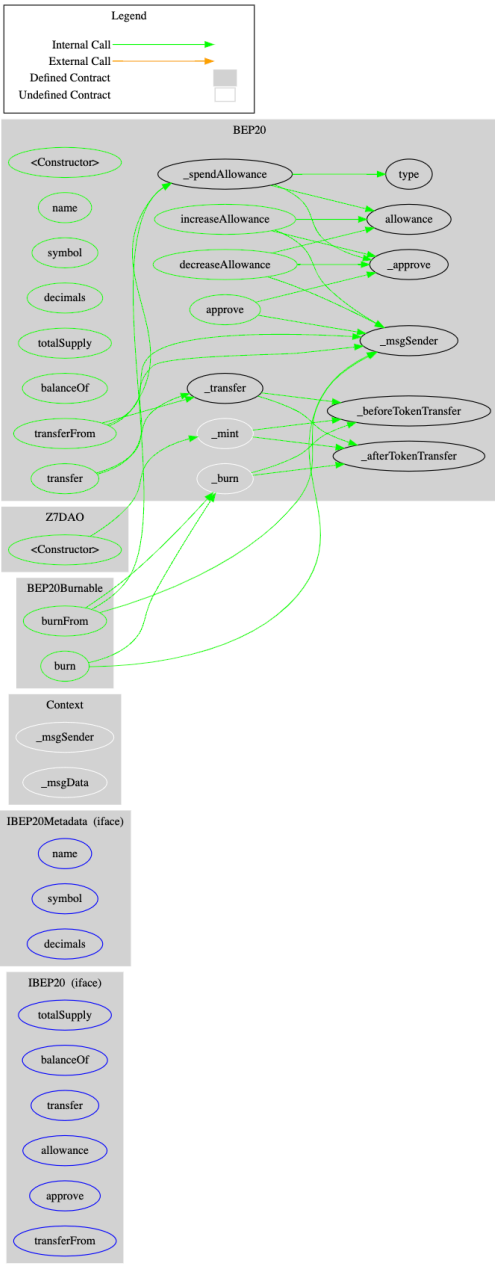 Legend
Internal Call
External Call
Defined Contract
Undefined Contract
BEP20
<Constructor>
name
symbol
decimals
totalSupply
balanceOf
transferFrom
transfer
_spendAllowance
increaseAllowance
decreaseAllowance
approve
_transfer
_mint
_burn
type
allowance
_approve
_msgSender
_beforeTokenTransfer
_afterTokenTransfer
Z7DAO
<Constructor>
BEP20Burnable
burnFrom
burn
Context
_msgSender
_msgData
IBEP20Metadata (iface)
name
symbol
decimals
IBEP20 (iface)
totalSupply
balanceOf
transfer
allowance
approve
transferFrom